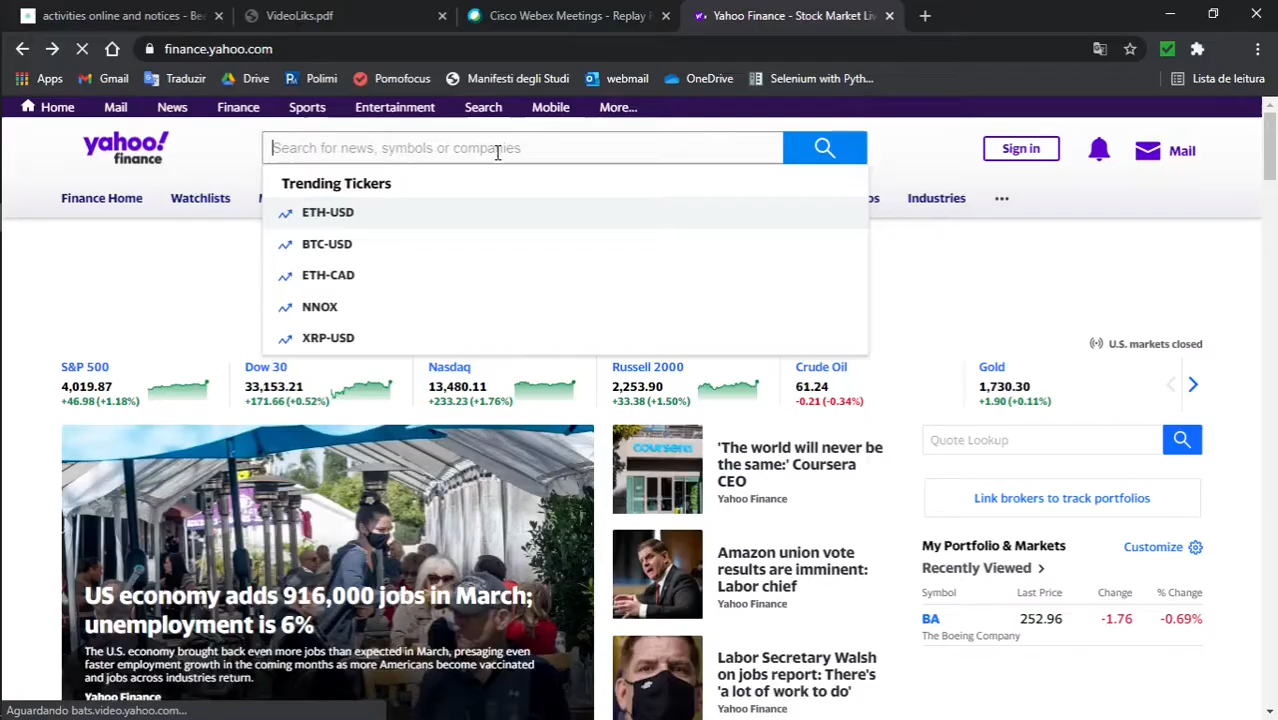 activities online and notices - Be
VideoLiks.pdf
Cisco Webex Meetings - Replay
Yahoo Finance - Stock Market Liv
finance.yahoo.com
Apps
Gmail
Traduzir
Drive
Polimi
Pomofocus
Manifesti degli Studi
webmail
OneDrive
Selenium with Pyth...
Lista de leitura
Home
Mail
News
Finance
Sports
Entertainment
Search
Mobile
More...
yahoo!
finance
Search for news, symbols or companies
Sign in
Mail
Finance Home
Watchlists
Industries
Trending Tickers
ETH-USD
BTC-USD
ETH-CAD
NNOX
XRP-USD
U.S. markets closed
S&P 500
4,019.87
+46.98 (+1.18%)
Dow 30
33,153.21
+171.66 (+0.52%)
Nasdaq
13,480.11
+233.23 (+1.76%)
Russell 2000
2,253.90
+33.38 (+1.50%)
Crude Oil
61.24
-0.21 (-0.34%)
Gold
1,730.30
+1.90 (+0.11%)
coursera
US economy adds 916,000 jobs in March;
unemployment is 6%
The U.S. economy brought back even more jobs than expected in March, presaging even
faster employment growth in the coming months as more Americans become vaccinated
and jobs across industries return.
Yahoo Finance
'The world will never be
the same:' Coursera
CEO
Yahoo Finance
Amazon union vote
results are imminent:
Labor chief
Yahoo Finance
Labor Secretary Walsh
on jobs report: There's
'a lot of work to do'
Yahoo Finance
Quote Lookup
Link brokers to track portfolios
My Portfolio & Markets
Customize
Recently Viewed
Symbol Last Price Change % Change
BA 252.96 -1.76 -0.69%
The Boeing Company
Aguardando bats.video.yahoo.com...